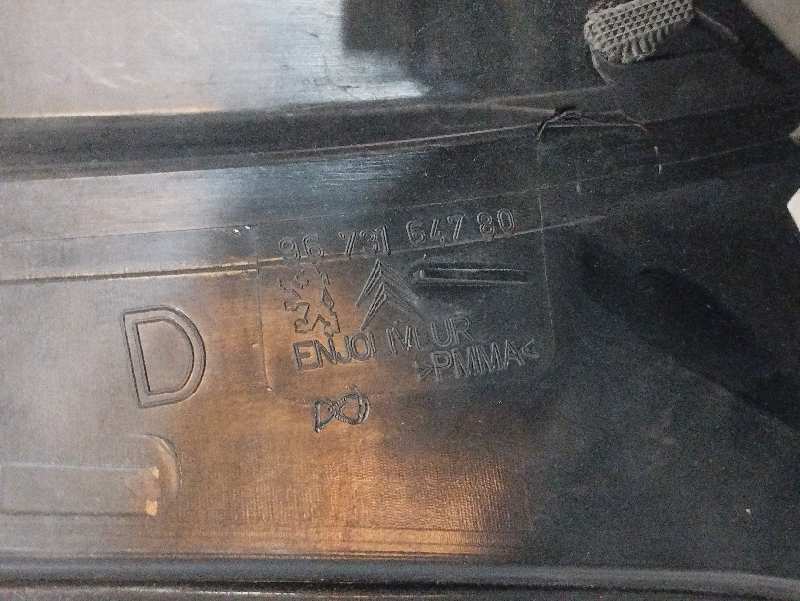 96 731 647 80
D
ENJOLIVEUR
>PMMA<